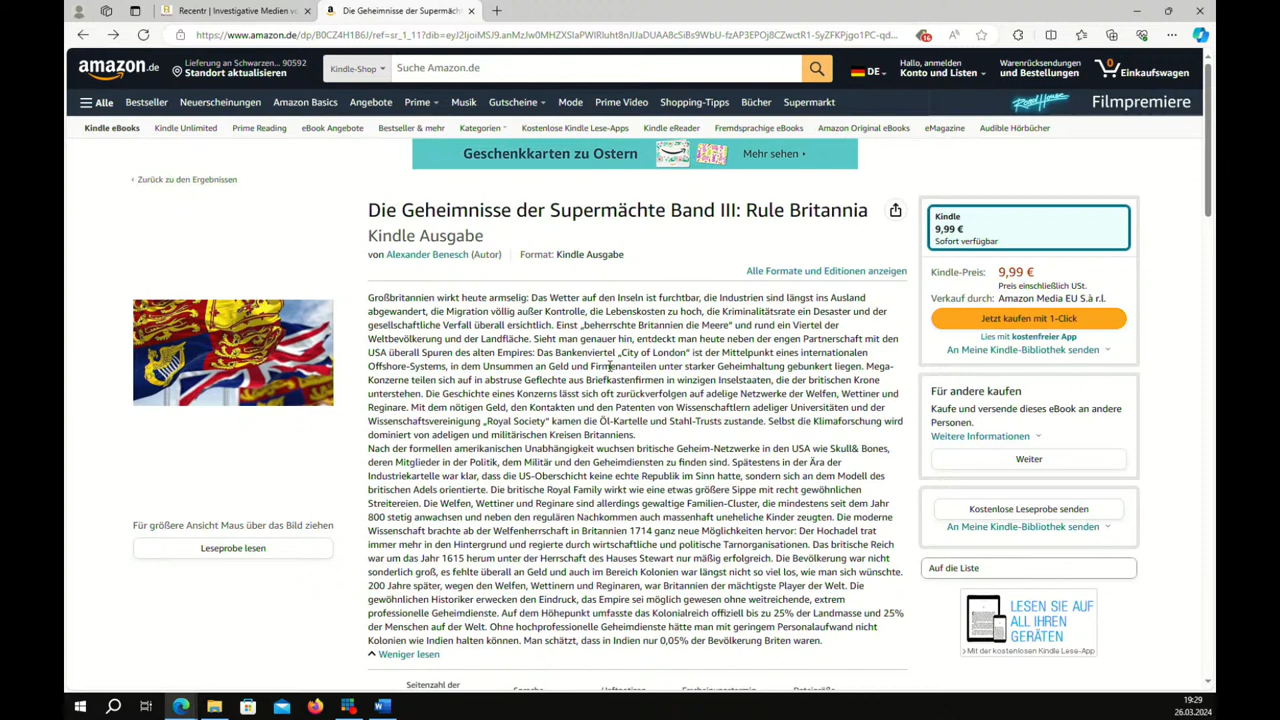 Recentr | Investigative Medien vo
Die Geheimnisse der Supermäch
https://www.amazon.de/dp/B0CZ4H1B6J/ref=sr_1_11?dib=
16
amazon.de
Lieferung an Schwarzen... 90592
Standort aktualisieren
Kindle-Shop
Suche Amazon.de
DE
Hallo, anmelden
Konto und Listen
Warenrücksendungen
und Bestellungen
0
Einkaufswagen
Alle
Bestseller
Neuerscheinungen
Amazon Basics
Angebote
Prime
Musik
Gutscheine
Mode
Prime Video
Shopping-Tipps
Bücher
Supermarkt
Road House
Filmpremiere
Kindle eBooks
Kindle Unlimited
Prime Reading
eBook Angebote
Bestseller & mehr
Kategorien
Kostenlose Kindle Lese-Apps
Kindle eReader
Fremdsprachige eBooks
Amazon Original eBooks
eMagazine
Audible Hörbücher
Geschenkkarten zu Ostern
Mehr sehen
‹ Zurück zu den Ergebnissen
Die Geheimnisse der Supermächte Band III: Rule Britannia
Kindle Ausgabe
von Alexander Benesch (Autor)
Format: Kindle Ausgabe
Alle Formate und Editionen anzeigen
Großbritannien wirkt heute armselig: Das Wetter auf den Inseln ist furchtbar, die Industrien sind längst ins Ausland
abgewandert, die Migration völlig außer Kontrolle, die Lebenskosten zu hoch, die Kriminalitätsrate ein Desaster und der
gesellschaftliche Verfall überall ersichtlich. Einst „beherrschte Britannien die Meere“ und rund ein Viertel der
Weltbevölkerung und der Landfläche. Sieht man genauer hin, entdeckt man heute neben der engen Partnerschaft mit den
USA überall Spuren des alten Empires: Das Bankenviertel „City of London“ ist der Mittelpunkt eines internationalen
Offshore-Systems, in dem Unsummen an Geld und Firmenanteilen unter starker Geheimhaltung gebunkert liegen. Mega-
Konzerne teilen sich auf in abstruse Geflechte aus Briefkastenfirmen in winzigen Inselstaaten, die der britischen Krone
unterstehen. Die Geschichte eines Konzerns lässt sich oft zurückverfolgen auf adelige Netzwerke der Welfen, Wettiner und
Reginare. Mit dem nötigen Geld, den Kontakten und den Patenten von Wissenschaftlern adeliger Universitäten und der
Wissenschaftsvereinigung „Royal Society“ kamen die Öl-Kartelle und Stahl-Trusts zustande. Selbst die Klimaforschung wird
dominiert von adeligen und militärischen Kreisen Britanniens.
Nach der formellen amerikanischen Unabhängigkeit wuchsen britische Geheim-Netzwerke in den USA wie Skull& Bones,
deren Mitglieder in der Politik, dem Militär und den Geheimdiensten zu finden sind. Spätestens in der Ära der
Industriekartelle war klar, dass die US-Oberschicht keine echte Republik im Sinn hatte, sondern sich an dem Modell des
britischen Adels orientierte. Die britische Royal Family wirkt wie eine etwas größere Sippe mit recht gewöhnlichen
Streitereien. Die Welfen, Wettiner und Reginare sind allerdings gewaltige Familien-Cluster, die mindestens seit dem Jahr
800 stetig anwachsen und neben den regulären Nachkommen auch massenhaft uneheliche Kinder zeugten. Die moderne
Wissenschaft brachte ab der Welfenherrschaft in Britannien 1714 ganz neue Möglichkeiten hervor: Der Hochadel trat
immer mehr in den Hintergrund und regierte durch wirtschaftliche und politische Tarnorganisationen. Das britische Reich
war um das Jahr 1615 herum unter der Herrschaft des Hauses Stewart nur mäßig erfolgreich. Die Bevölkerung war nicht
sonderlich groß, es fehlte überall an Geld und auch im Bereich Kolonien war längst nicht so viel los, wie man sich wünschte.
200 Jahre später, wegen den Welfen, Wettinern und Reginaren, war Britannien der mächtigste Player der Welt. Die
gewöhnlichen Historiker erwecken den Eindruck, das Empire sei möglich gewesen ohne weitreichende, extrem
professionelle Geheimdienste. Auf dem Höhepunkt umfasste das Kolonialreich offiziell bis zu 25% der Landmasse und 25%
der Menschen auf der Welt. Ohne hochprofessionelle Geheimdienste hätte man mit geringem Personalaufwand nicht
Kolonien wie Indien halten können. Man schätzt, dass in Indien nur 0,05% der Bevölkerung Briten waren.
Weniger lesen
Für größere Ansicht Maus über das Bild ziehen
Leseprobe lesen
Seitenzahl der
Kindle
9,99 €
Sofort verfügbar
Kindle-Preis: 9,99 €
Preis einschließlich USt.
Verkauf durch: Amazon Media EU S.à r.l.
Jetzt kaufen mit 1-Click
Lies mit kostenfreier App
An Meine Kindle-Bibliothek senden
Für andere kaufen
Kaufe und versende dieses eBook an andere
Personen.
Weitere Informationen
Weiter
Kostenlose Leseprobe senden
An Meine Kindle-Bibliothek senden
Auf die Liste
LESEN SIE AUF
ALL IHREN
GERÄTEN
› Mit der kostenlosen Kindle Lese-App
19:29
26.03.2024